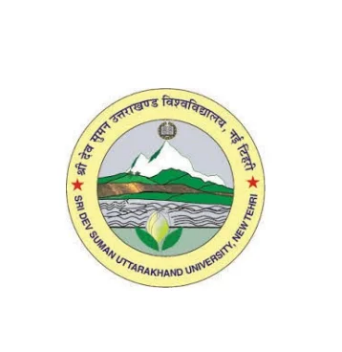 श्री देव सुमन उत्तराखण्ड विश्वविद्यालय, नई टिहरी
SRI DEV SUMAN UTTARAKHAND UNIVERSITY, NEW TEHRI